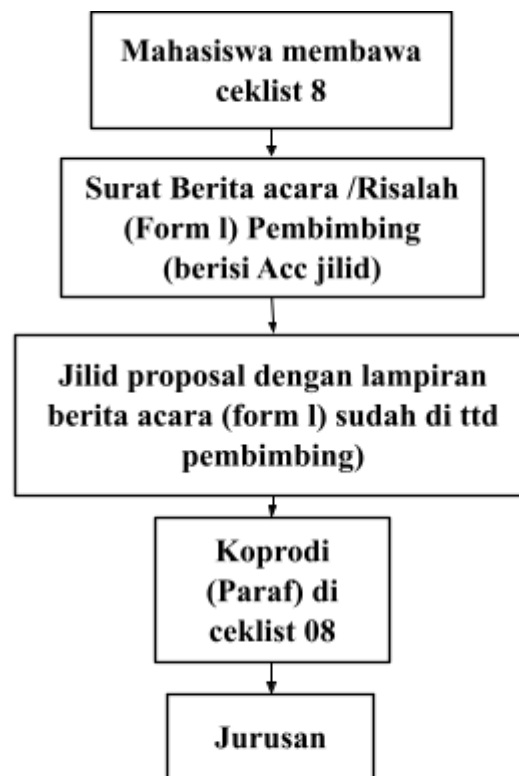 Mahasiswa membawa
ceklist 8
Surat Berita acara /Risalah
(Form l) Pembimbing
(berisi Acc jilid)
Jilid proposal dengan lampiran
berita acara (form l) sudah di ttd
pembimbing)
Koprodi
(Paraf) di
ceklist 08
Jurusan